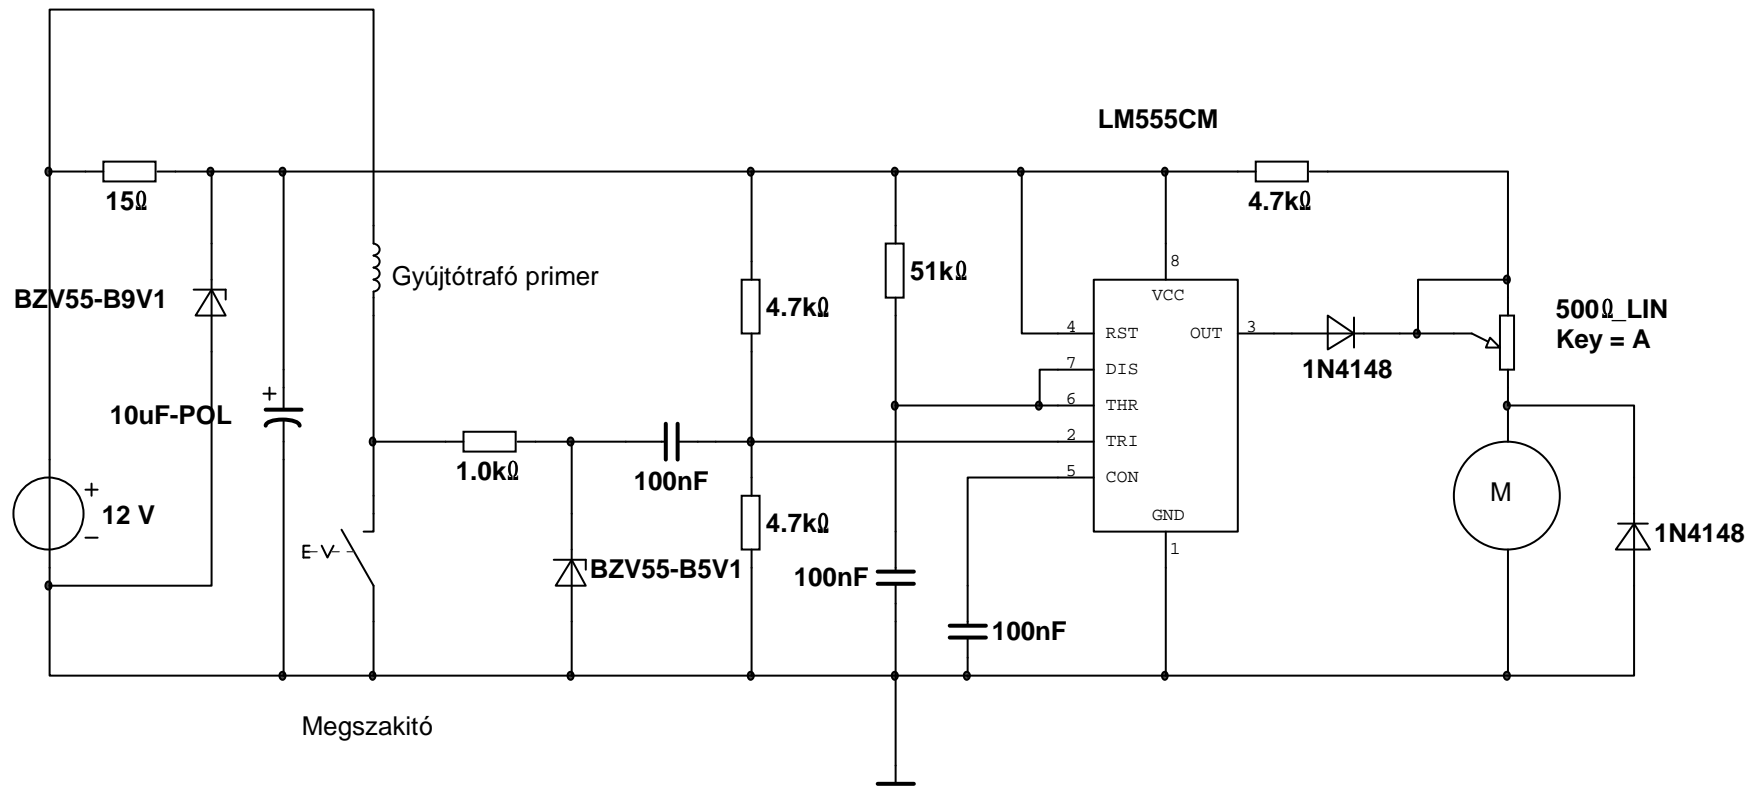 LM555CM
15Ω
4.7kΩ
Gyújtótrafó primer
51kΩ
8
VCC
BZV55-B9V1
4.7kΩ
500Ω_LIN
Key = A
4
RST
OUT
3
1N4148
7
DIS
10uF-POL
+
6
THR
2
TRI
1.0kΩ
100nF
5
CON
+
12 V
−
4.7kΩ
GND
M
1N4148
E-V-
BZV55-B5V1
1
100nF
100nF
Megszakitó